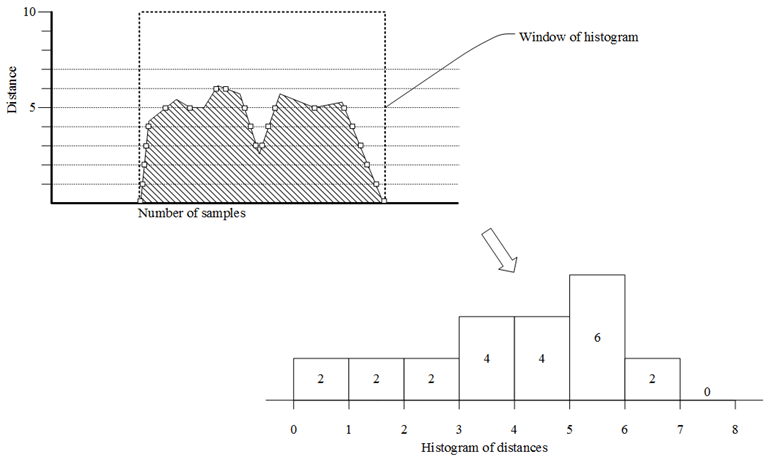 10
Window of histogram
Distance
5
Number of samples
2 2 2 4 4 6 2 0
0 1 2 3 4 5 6 7 8
Histogram of distances